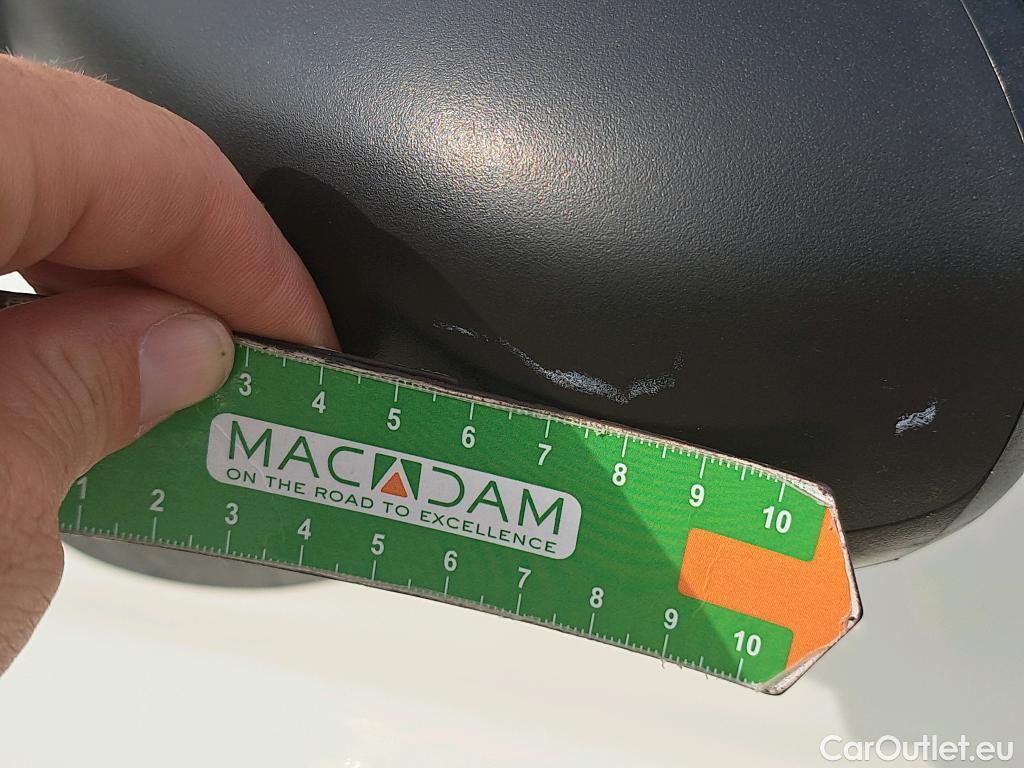 3 4 5 6 7 8 9 10
MACADAM
ON THE ROAD TO EXCELLENCE
1 2 3 4 5 6 7 8 9 10
CarOutlet.eu